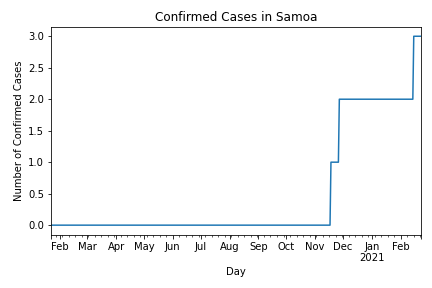 Confirmed Cases in Samoa
Number of Confirmed Cases
3.0
2.5
2.0
1.5
1.0
0.5
0.0
Feb Mar Apr May Jun Jul Aug Sep Oct Nov Dec Jan Feb
2021
Day